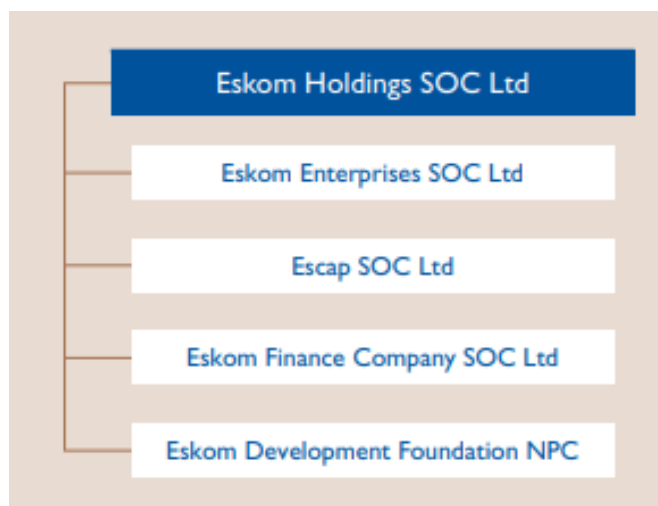 Eskom Holdings SOC Ltd
Eskom Enterprises SOC Ltd
Escap SOC Ltd
Eskom Finance Company SOC Ltd
Eskom Development Foundation NPC